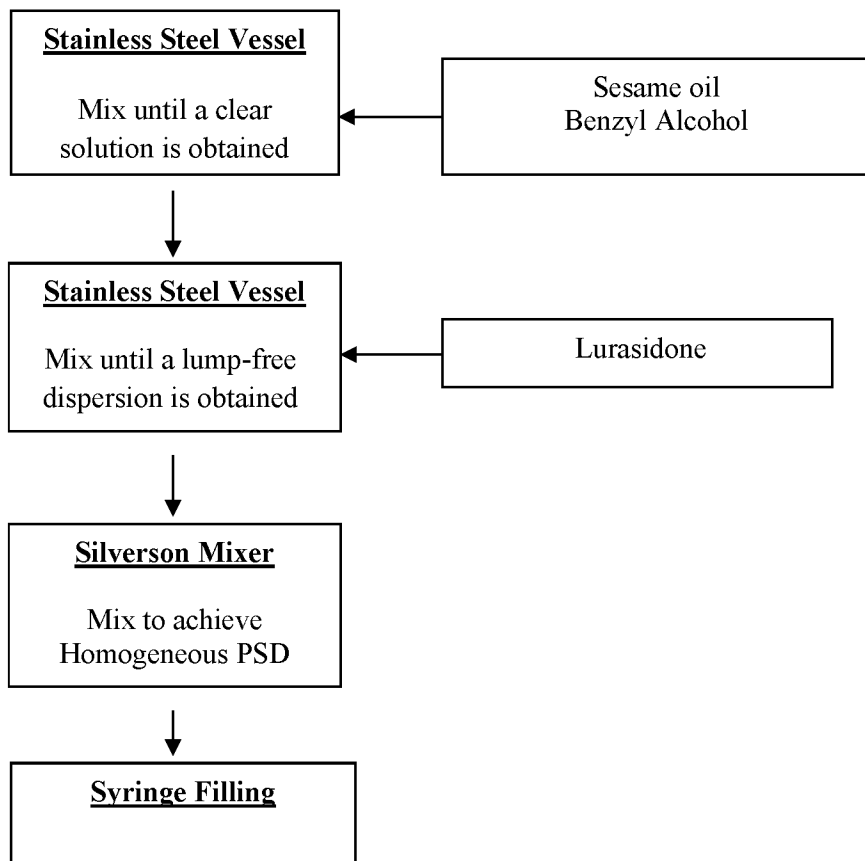 Stainless Steel Vessel
Mix until a clear
solution is obtained
Sesame oil
Benzyl Alcohol
Stainless Steel Vessel
Mix until a lump-free
dispersion is obtained
Lurasidone
Silverson Mixer
Mix to achieve
Homogeneous PSD
Syringe Filling